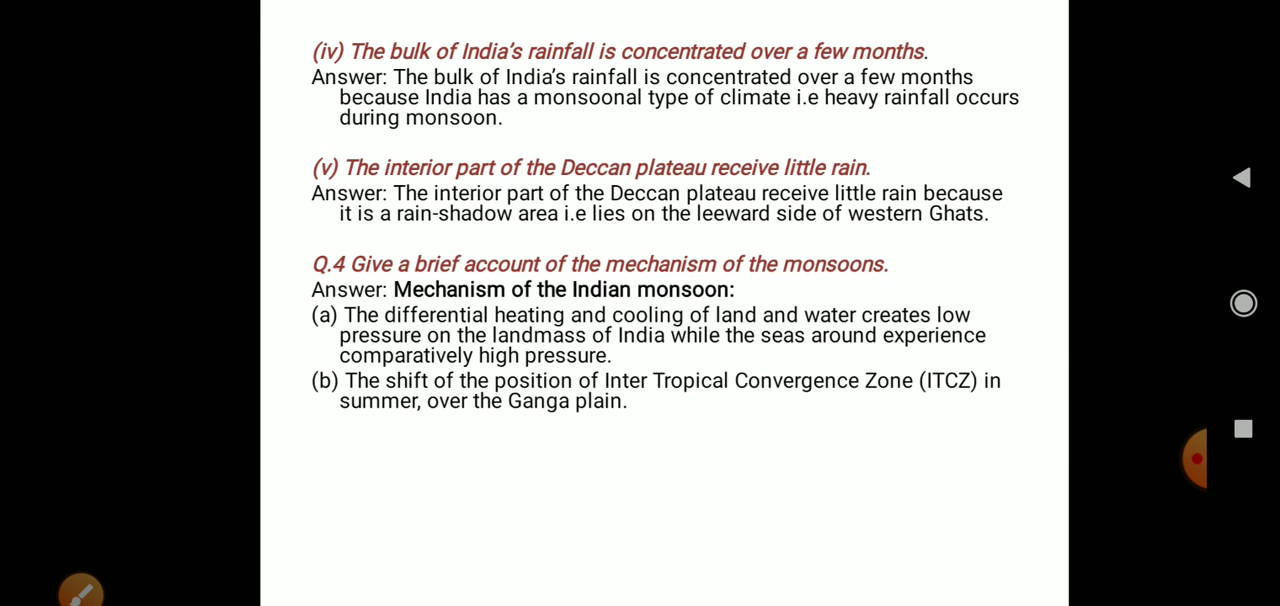 (iv) The bulk of India's rainfall is concentrated over a few months.
Answer: The bulk of India's rainfall is concentrated over a few months
because India has a monsoonal type of climate i.e heavy rainfall occurs
during monsoon.
(v) The interior part of the Deccan plateau receive little rain.
Answer: The interior part of the Deccan plateau receive little rain because
it is a rain-shadow area i.e lies on the leeward side of western Ghats.
Q.4 Give a brief account of the mechanism of the monsoons.
Answer: Mechanism of the Indian monsoon:
(a) The differential heating and cooling of land and water creates low
pressure on the landmass of India while the seas around experience
comparatively high pressure.
(b) The shift of the position of Inter Tropical Convergence Zone (ITCZ) in
summer, over the Ganga plain.